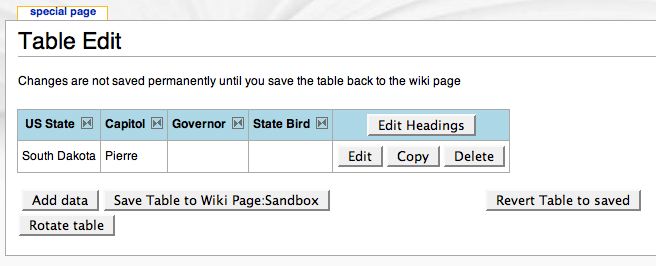 special page
Table Edit
Changes are not saved permanently until you save the table back to the wiki page
US State Capitol Governor State Bird Edit Headings
South Dakota Pierre Edit Copy Delete
Add data Save Table to Wiki Page:Sandbox Revert Table to saved
Rotate table